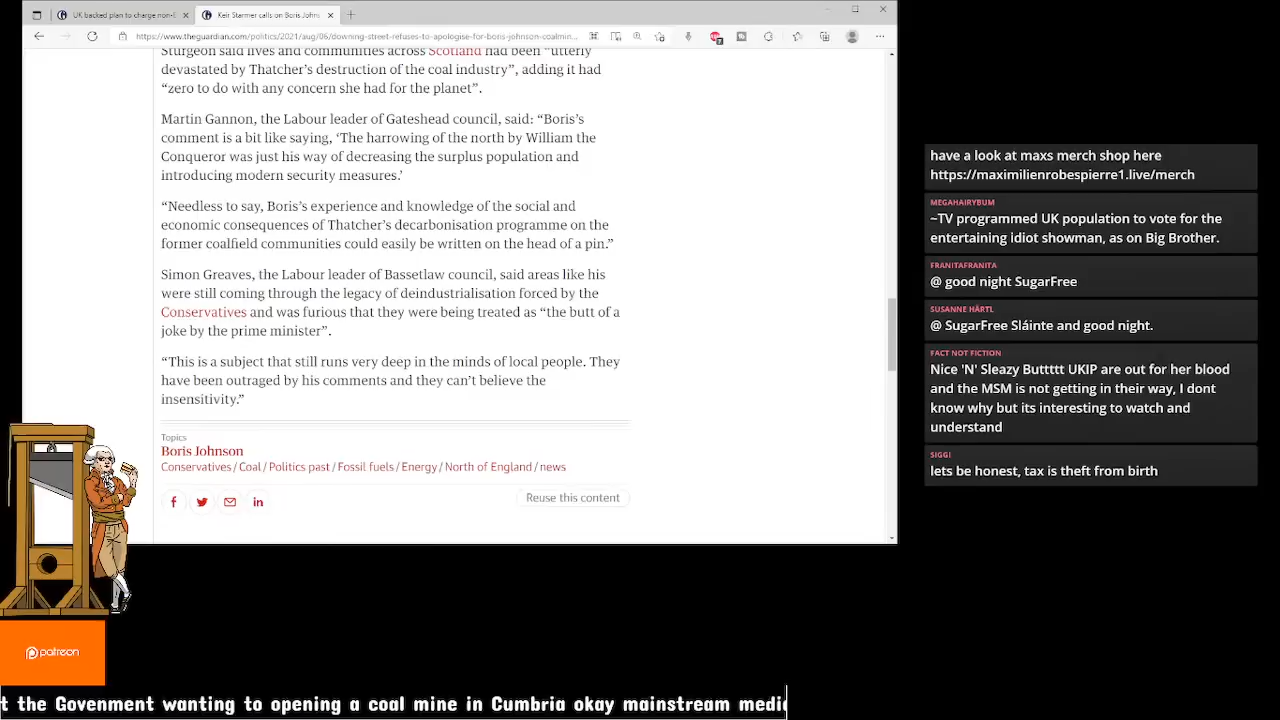 UK backed plan to charge non-E
Keir Starmer calls on Boris Johns
https://www.theguardian.com/politics/2021/aug/06/downing-street-refuses-to-apologise-for-boris-johnson-coalmin...
Sturgeon said lives and communities across Scotland had been “utterly
devastated by Thatcher’s destruction of the coal industry”, adding it had
“zero to do with any concern she had for the planet”.
Martin Gannon, the Labour leader of Gateshead council, said: “Boris’s
comment is a bit like saying, ‘The harrowing of the north by William the
Conqueror was just his way of decreasing the surplus population and
introducing modern security measures.’
“Needless to say, Boris’s experience and knowledge of the social and
economic consequences of Thatcher’s decarbonisation programme on the
former coalfield communities could easily be written on the head of a pin.”
Simon Greaves, the Labour leader of Bassetlaw council, said areas like his
were still coming through the legacy of deindustrialisation forced by the
Conservatives and was furious that they were being treated as “the butt of a
joke by the prime minister”.
“This is a subject that still runs very deep in the minds of local people. They
have been outraged by his comments and they can’t believe the
insensitivity.”
Topics
Boris Johnson
Conservatives / Coal / Politics past / Fossil fuels / Energy / North of England / news
Reuse this content
have a look at maxs merch shop here
https://maximilienrobespierre1.live/merch
MEGAHAIRYBUM
~TV programmed UK population to vote for the
entertaining idiot showman, as on Big Brother.
FRANITAFRANITA
@ good night SugarFree
SUSANNE HÄRTL
@ SugarFree Sláinte and good night.
FACT NOT FICTION
Nice 'N' Sleazy Buttttt UKIP are out for her blood
and the MSM is not getting in their way, I dont
know why but its interesting to watch and
understand
SIGGI
lets be honest, tax is theft from birth
patreon
t the Govenment wanting to opening a coal mine in Cumbria okay mainstream medi